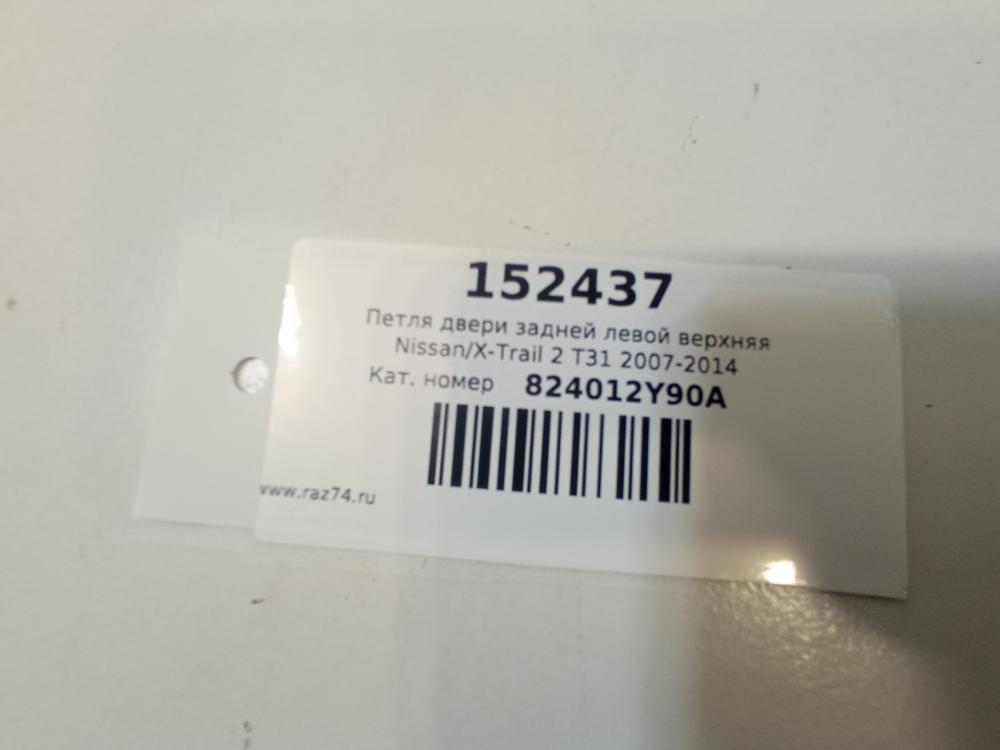 152437
Петля двери задней левой верхняя
Nissan/X-Trail 2 T31 2007-2014
Кат. номер 824012Y90A
www.raz74.ru